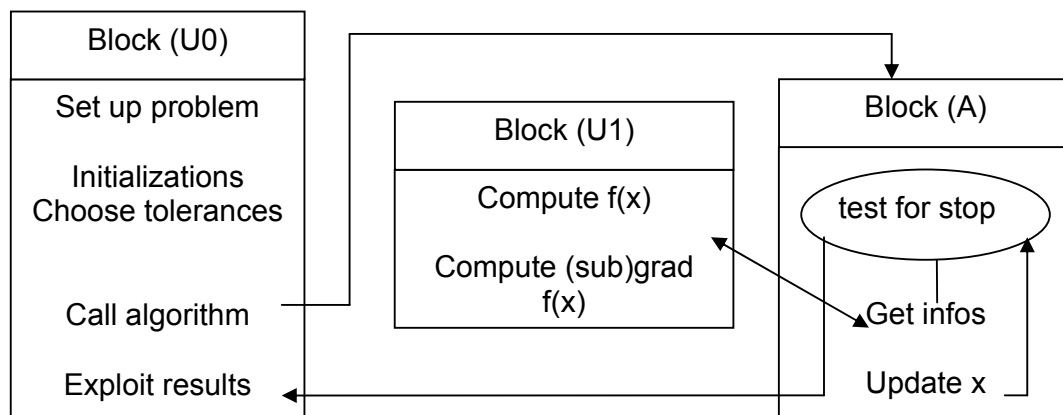 Block (U0)
Set up problem
Initializations
Choose tolerances
Call algorithm
Exploit results
Block (U1)
Compute f(x)
Compute (sub)grad
f(x)
Block (A)
test for stop
Get infos
Update x